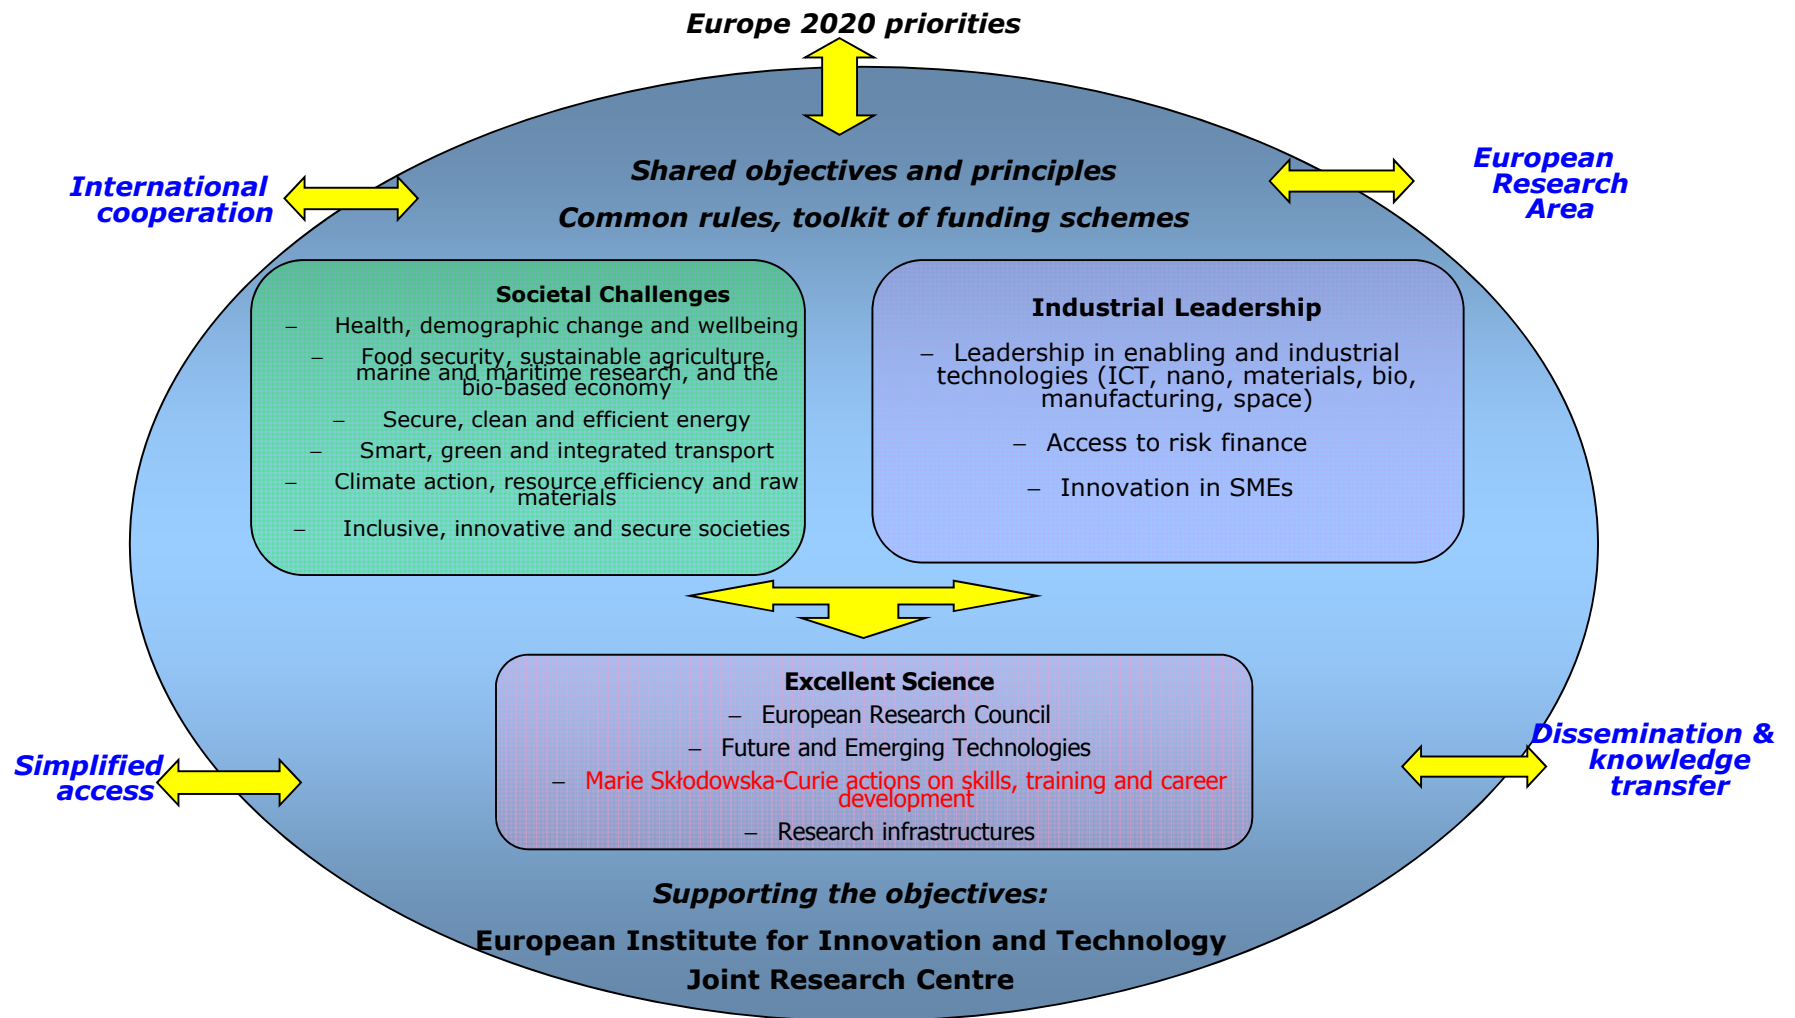 Europe 2020 priorities
International
cooperation
European
Research
Area
Shared objectives and principles
Common rules, toolkit of funding schemes
Societal Challenges
– Health, demographic change and wellbeing
– Food security, sustainable agriculture,
marine and maritime research, and the
bio-based economy
– Secure, clean and efficient energy
– Smart, green and integrated transport
– Climate action, resource efficiency and raw
materials
– Inclusive, innovative and secure societies
Industrial Leadership
– Leadership in enabling and industrial
technologies (ICT, nano, materials, bio,
manufacturing, space)
– Access to risk finance
– Innovation in SMEs
Excellent Science
– European Research Council
– Future and Emerging Technologies
– Marie Skłodowska-Curie actions on skills, training and career
development
– Research infrastructures
Simplified
access
Dissemination &
knowledge
transfer
Supporting the objectives:
European Institute for Innovation and Technology
Joint Research Centre